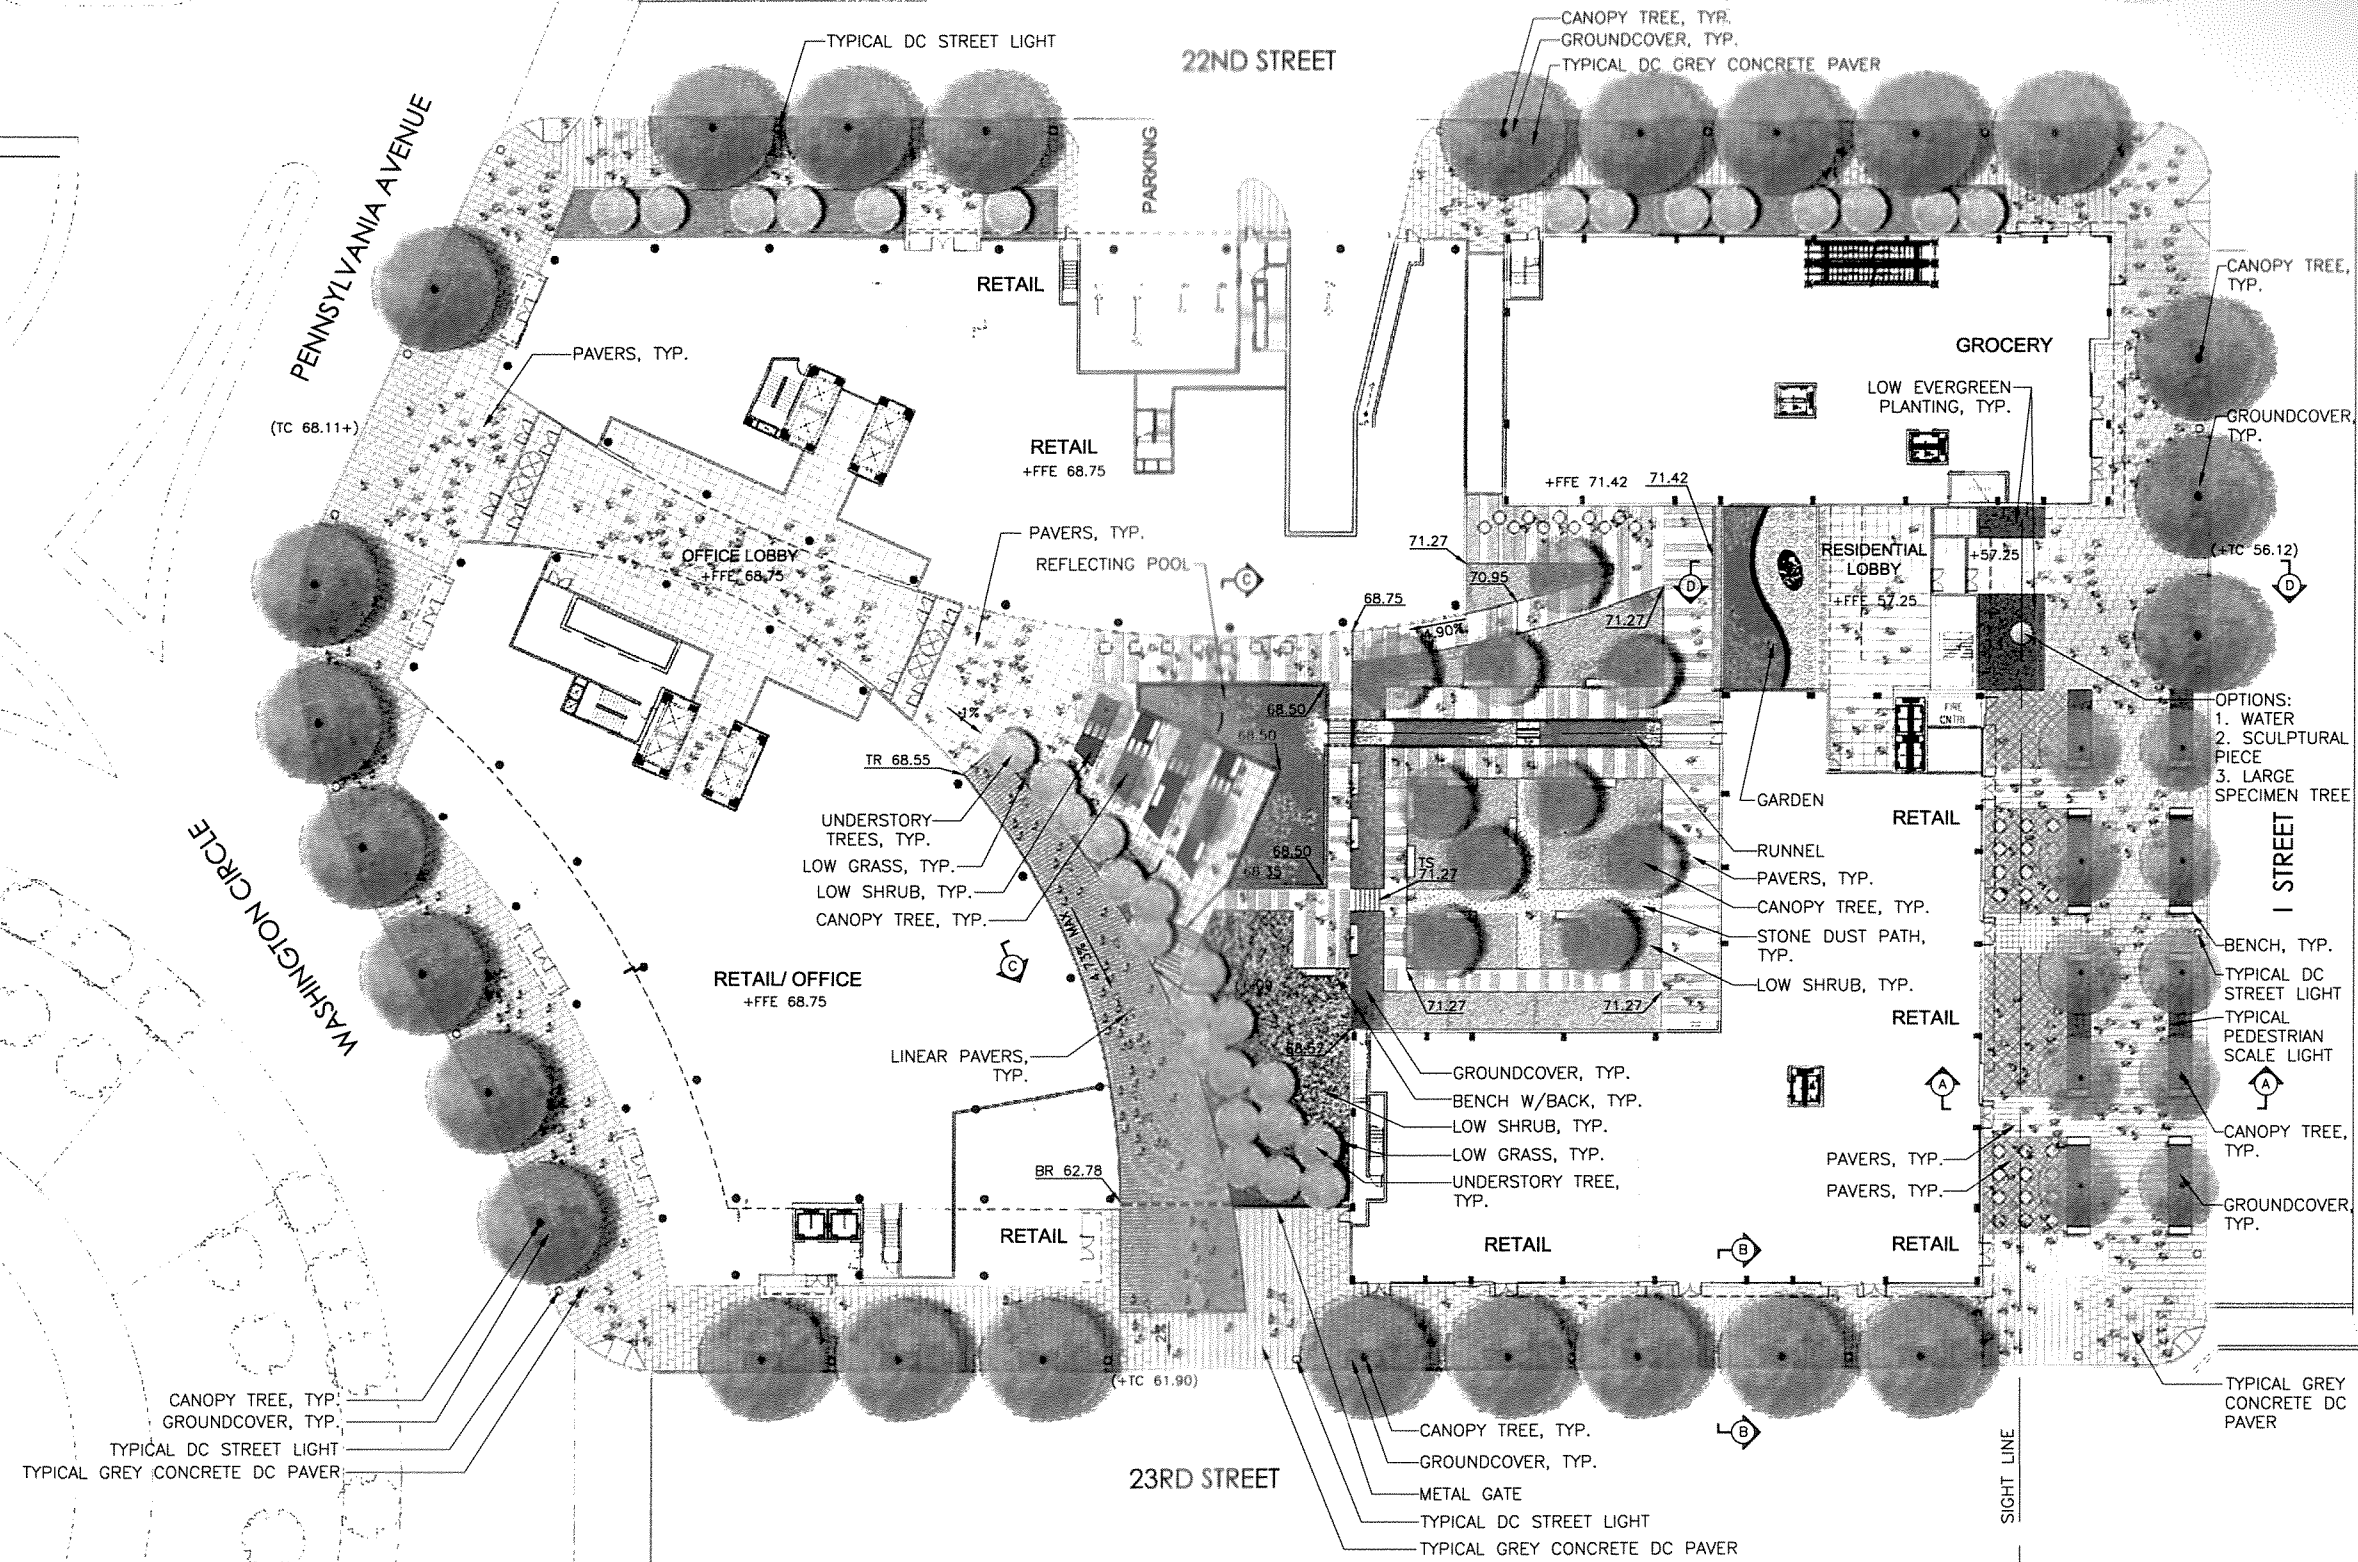 CANOPY TREE, TYP.
GROUNDCOVER, TYP.
TYPICAL DC GREY CONCRETE PAVER
TYPICAL DC STREET LIGHT
22ND STREET
PENNSYLVANIA AVENUE
PARKING
RETAIL
PAVERS, TYP.
(TC 68.11+)
RETAIL
+FFE 68.75
GROCERY
LOW EVERGREEN
PLANTING, TYP.
CANOPY TREE,
TYP.
GROUNDCOVER,
TYP.
+FFE 71.42
71.42
PAVERS, TYP.
REFLECTING POOL
C
OFFICE LOBBY
+FFE 68.75
71.27
70.95
68.75
4.90%
71.27
D
RESIDENTIAL
LOBBY
+FFE 57.25
+57.25
(+TC 56.12)
D
OPTIONS:
1. WATER
2. SCULPTURAL
PIECE
3. LARGE
SPECIMEN TREE
FIRE
CNTRL
1%
TR 68.55
68.50
68.50
68.50
68.35
UNDERSTORY
TREES, TYP.
LOW GRASS, TYP.
LOW SHRUB, TYP.
CANOPY TREE, TYP.
TS
71.27
GARDEN
RUNNEL
PAVERS, TYP.
CANOPY TREE, TYP.
STONE DUST PATH,
TYP.
LOW SHRUB, TYP.
RETAIL
I STREET
BENCH, TYP.
TYPICAL DC
STREET LIGHT
TYPICAL
PEDESTRIAN
SCALE LIGHT
WASHINGTON CIRCLE
C
4.73% MAX
RETAIL/ OFFICE
+FFE 68.75
71.27
71.27
RETAIL
68.52
LINEAR PAVERS,
TYP.
GROUNDCOVER, TYP.
BENCH W/BACK, TYP.
LOW SHRUB, TYP.
LOW GRASS, TYP.
UNDERSTORY TREE,
TYP.
A
A
CANOPY TREE,
TYP.
PAVERS, TYP.
PAVERS, TYP.
GROUNDCOVER,
TYP.
BR 62.78
RETAIL
RETAIL
B
RETAIL
2%
(+TC 61.90)
TYPICAL GREY
CONCRETE DC
PAVER
CANOPY TREE, TYP.
GROUNDCOVER, TYP.
TYPICAL DC STREET LIGHT
TYPICAL GREY CONCRETE DC PAVER
23RD STREET
CANOPY TREE, TYP.
GROUNDCOVER, TYP.
METAL GATE
TYPICAL DC STREET LIGHT
TYPICAL GREY CONCRETE DC PAVER
B
SIGHT LINE